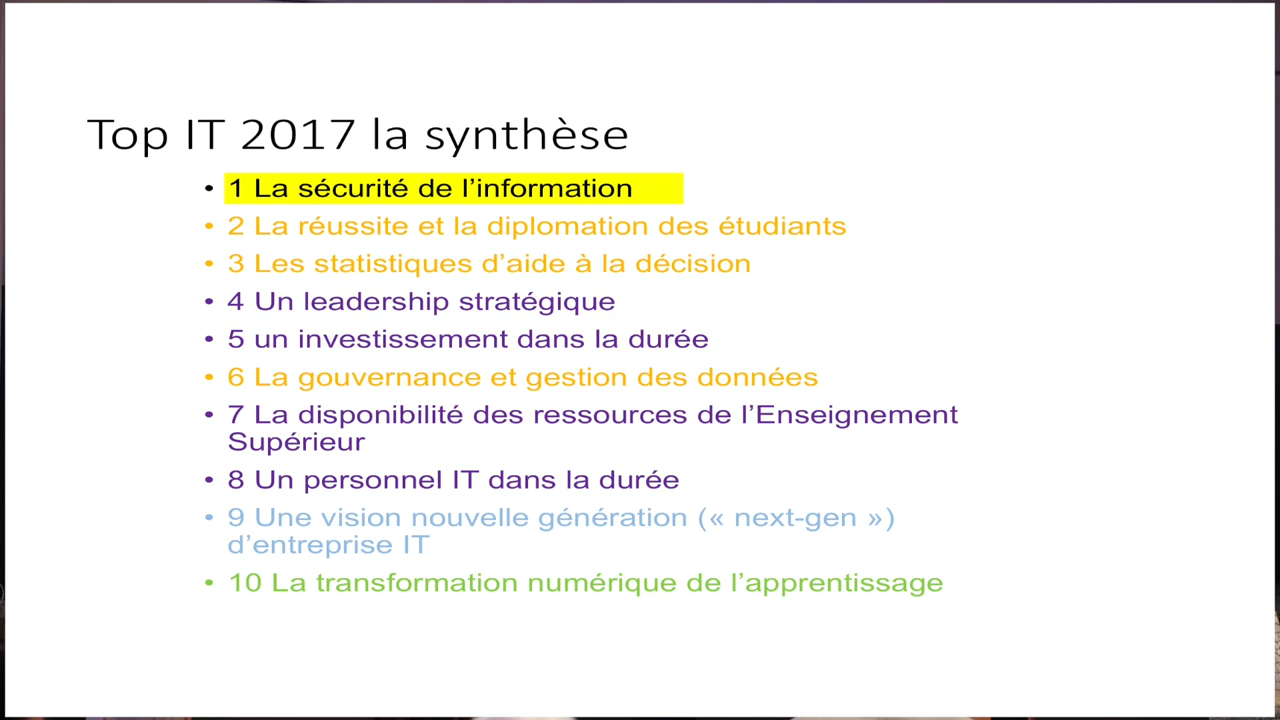 Top IT 2017 la synthèse
• 1 La sécurité de l’information
• 2 La réussite et la diplomation des étudiants
• 3 Les statistiques d’aide à la décision
• 4 Un leadership stratégique
• 5 un investissement dans la durée
• 6 La gouvernance et gestion des données
• 7 La disponibilité des ressources de l’Enseignement
Supérieur
• 8 Un personnel IT dans la durée
• 9 Une vision nouvelle génération (« next-gen »)
d’entreprise IT
• 10 La transformation numérique de l’apprentissage